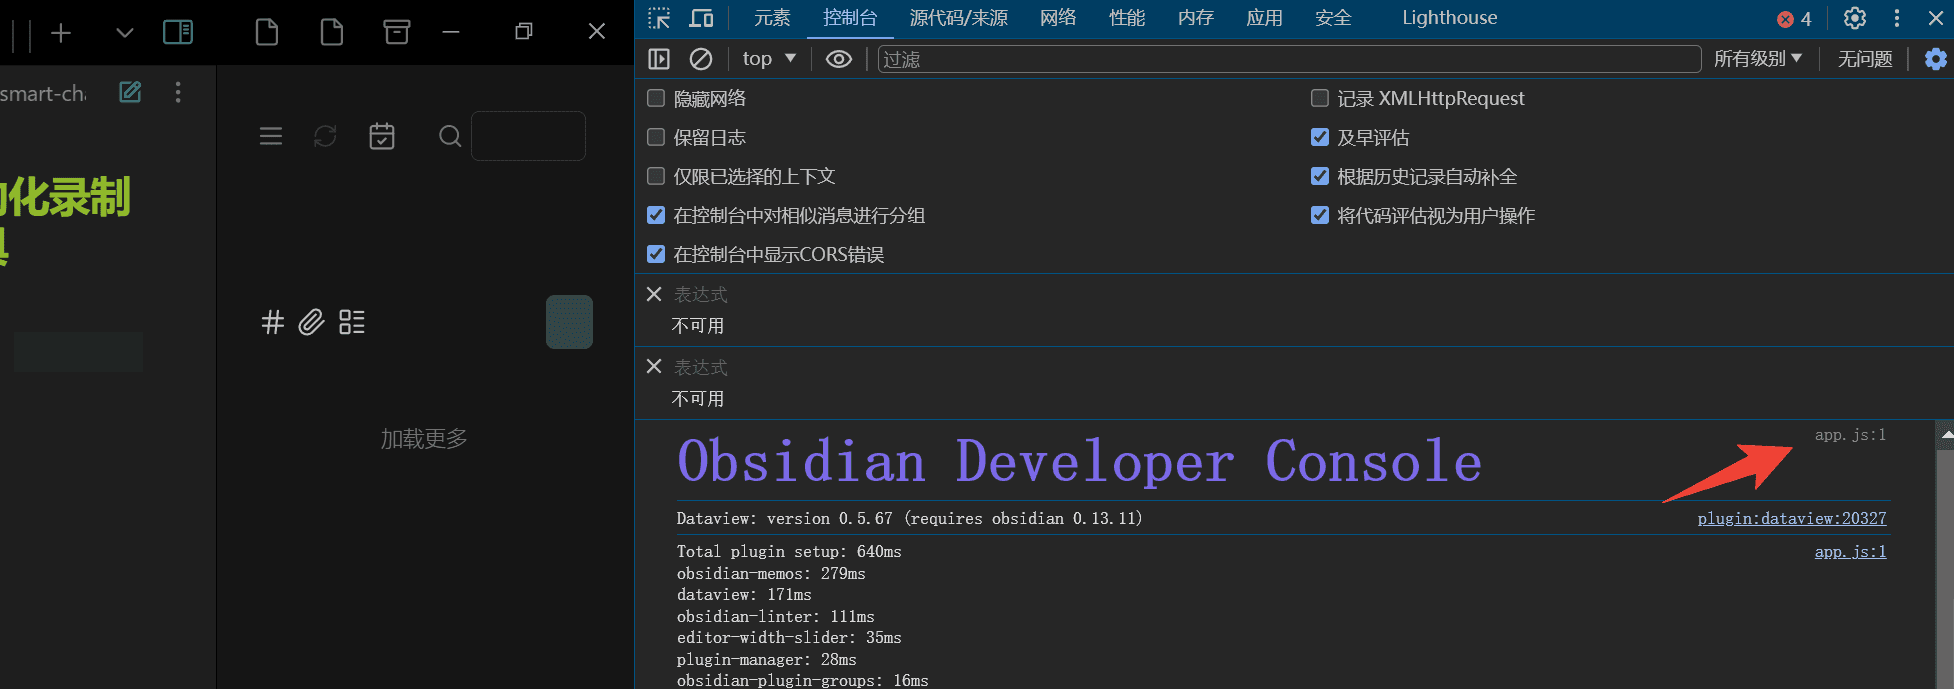 smart-cha
化录制
加载更多
元素 控制台 源代码/来源 网络 性能 内存 应用 安全 Lighthouse 4
top 过滤 所有级别 无问题
隐藏网络 记录 XMLHttpRequest
保留日志 及早评估
仅限已选择的上下文 根据历史记录自动补全
在控制台中对相似消息进行分组 将代码评估视为用户操作
在控制台中显示CORS错误
表达式
不可用
表达式
不可用
Obsidian Developer Console app.js:1
Dataview: version 0.5.67 (requires obsidian 0.13.11) plugin:dataview:20327
Total plugin setup: 640ms app.js:1
obsidian-memos: 279ms
dataview: 171ms
obsidian-linter: 111ms
editor-width-slider: 35ms
plugin-manager: 28ms
obsidian-plugin-groups: 16ms